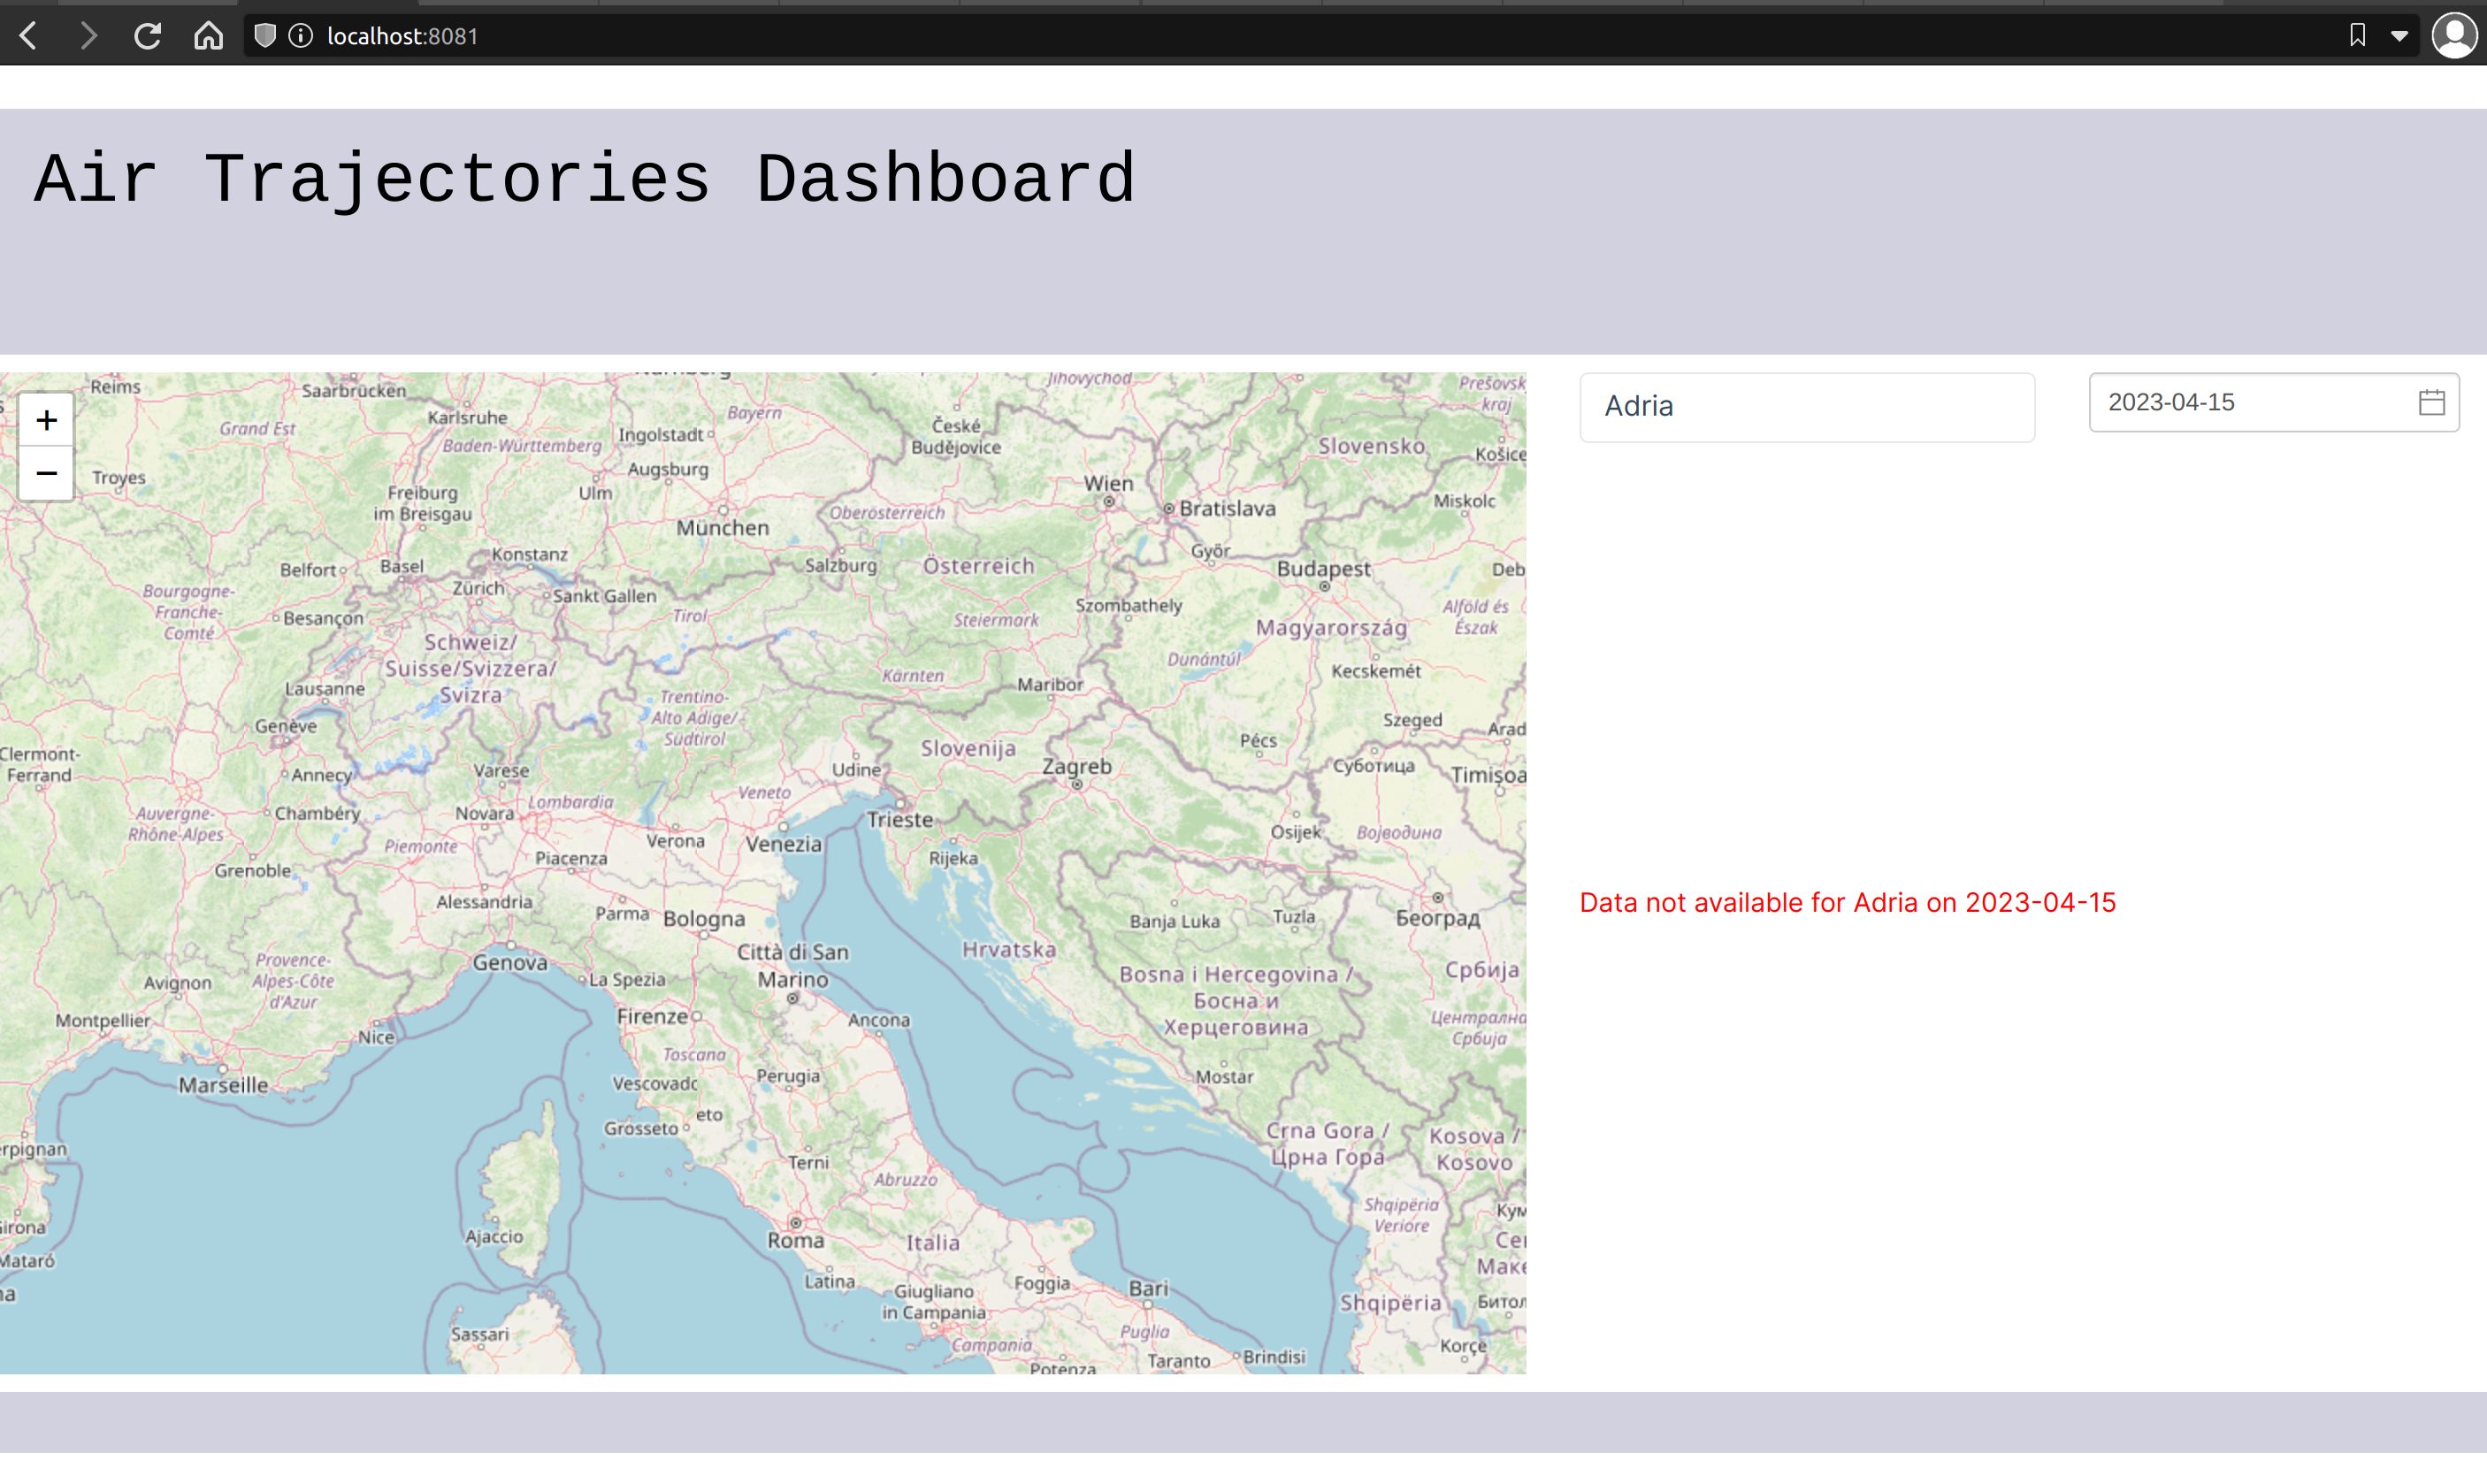 localhost:8081
Air Trajectories Dashboard
+
−
Adria
2023-04-15
Data not available for Adria on 2023-04-15
Reims
Saarbrücken
Jihovýchod
Prešovsk
kraj
Karlsruhe
Bayern
Grand Est
Baden-Württemberg
Ingolstadt
České
Budějovice
Slovensko
Košice
Augsburg
Troyes
Freiburg
im Breisgau
Ulm
Wien
Bratislava
Miskolc
München
Oberösterreich
Konstanz
Győr
Belfort
Basel
Salzburg
Österreich
Budapest
Deb
Bourgogne-
Franche-
Comté
Zürich
Sankt Gallen
Szombathely
Alföld és
Észak
Besançon
Tirol
Steiermark
Magyarország
Schweiz/
Suisse/Svizzera/
Svizra
Dunántúl
Kecskemét
Kärnten
Maribor
Lausanne
Trentino-
Alto Adige/
Südtirol
Genève
Szeged
Arad
Slovenija
Pécs
Clermont-
Ferrand
Annecy
Varese
Udine
Zagreb
Суботица
Timișoa
Lombardia
Veneto
Auvergne-
Rhône-Alpes
Chambéry
Novara
Trieste
Osijek
Војводина
Piemonte
Verona
Venezia
Grenoble
Piacenza
Rijeka
Alessandria
Parma
Bologna
Banja Luka
Tuzla
Београд
Città di San
Marino
Hrvatska
Genova
Provence-
Alpes-Côte
d'Azur
Avignon
La Spezia
Bosna i Hercegovina /
Босна и
Херцеговина
Србија
Montpellier
Nice
Firenze
Ancona
Централна
Србија
Toscana
Marseille
Vescovado
Perugia
Mostar
eto
Grosseto
Crna Gora /
Црна Гора
Kosova /
Kosovo
rpignan
Terni
Abruzzo
Shqipëria
Veriore
irona
Ajaccio
Roma
Italia
Mataró
Latina
Giugliano
in Campania
Foggia
Bari
Маке
Shqipëria
Битол
Sassari
Campania
Puglia
Korçë
Potenza
Taranto
Brindisi